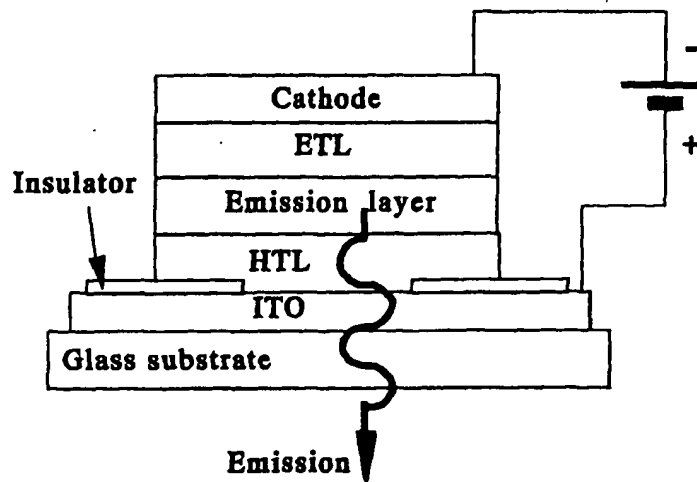 -
Cathode
+
ETL
Insulator
Emission layer
HTL
ITO
Glass substrate
Emission